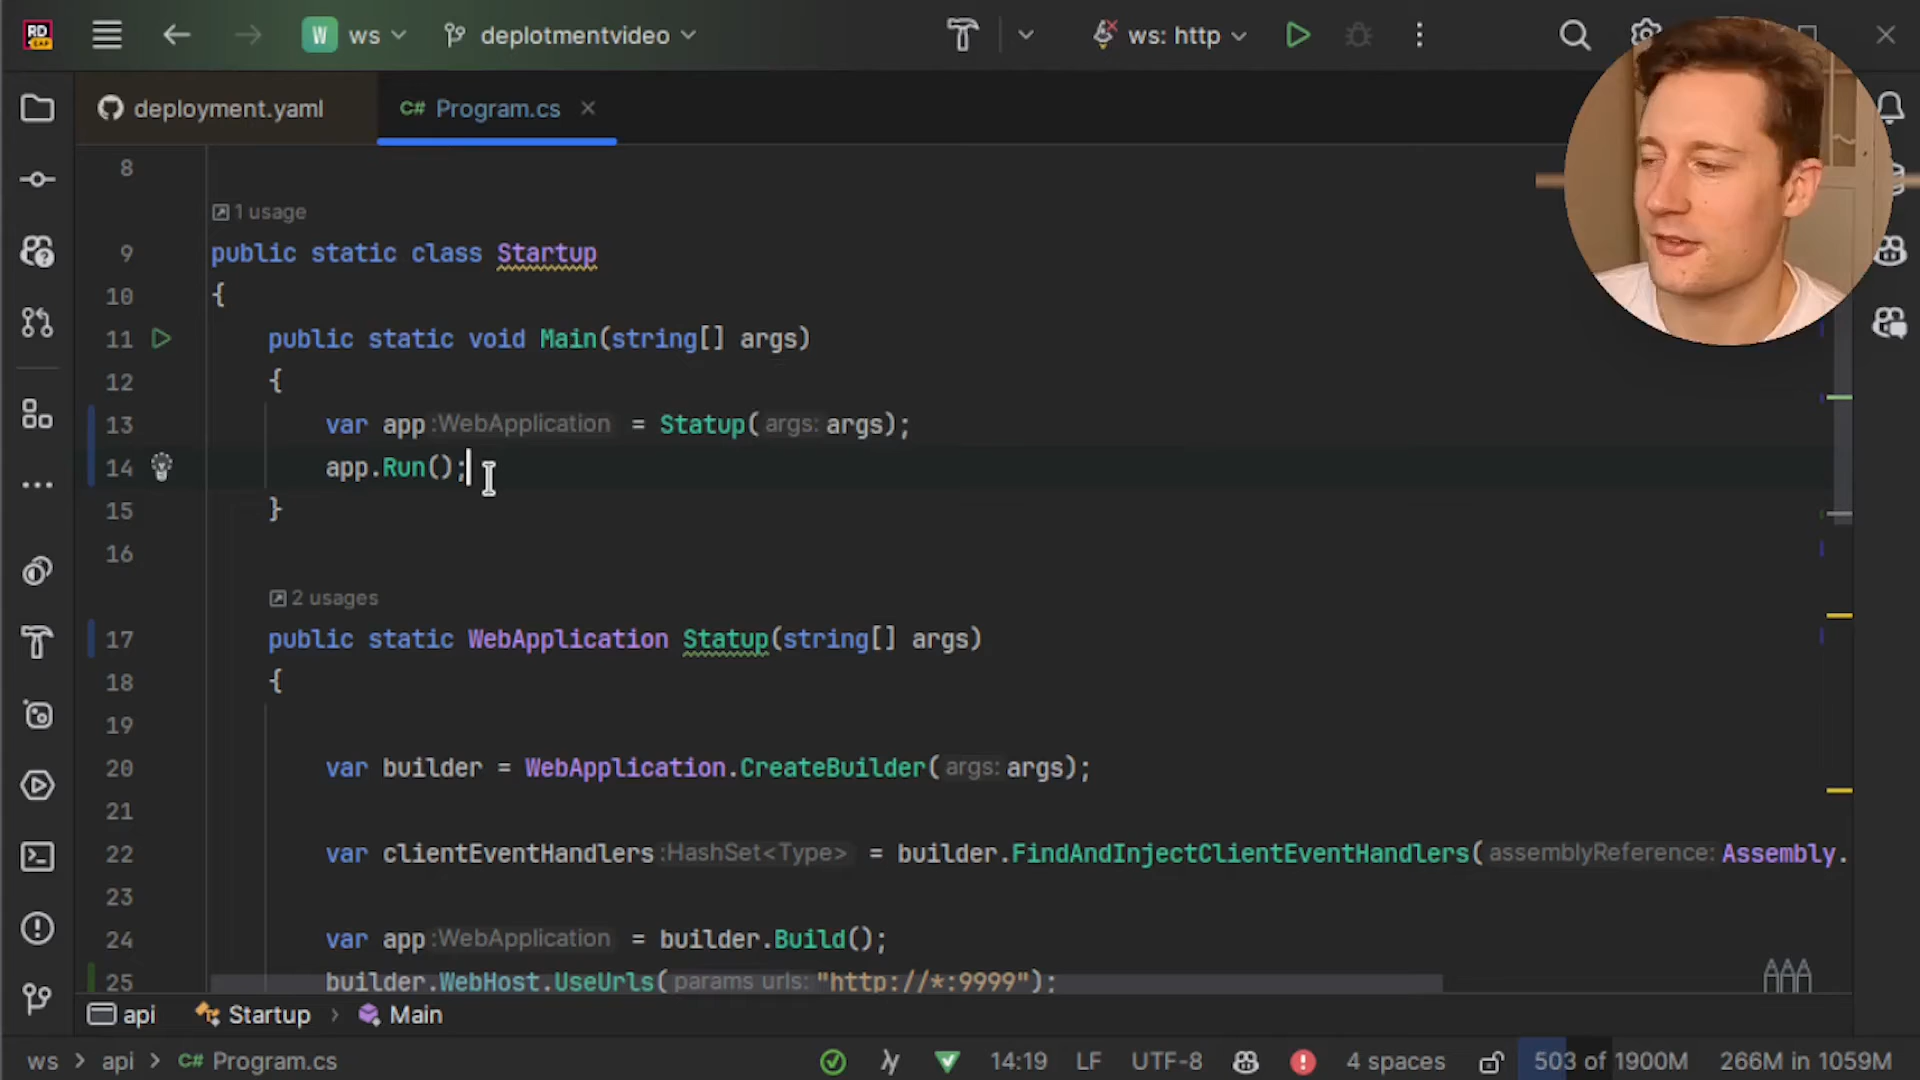 RD
EAP
W ws deplotmentvideo ws: http
deployment.yaml C# Program.cs
8
1 usage
9 public static class Startup
10 {
11 public static void Main(string[] args)
12 {
13 var app :WebApplication = Statup( args: args);
14 app.Run();
15 }
16
2 usages
17 public static WebApplication Statup(string[] args)
18 {
19
20 var builder = WebApplication.CreateBuilder( args: args);
21
22 var clientEventHandlers :HashSet<Type> = builder.FindAndInjectClientEventHandlers( assemblyReference: Assembly.
23
24 var app :WebApplication = builder.Build();
25 builder.WebHost.UseUrls( params urls: "http://*:9999");
api Startup › Main
ws › api › C# Program.cs 14:19 LF UTF-8 4 spaces 503 of 1900M 266M in 1059M